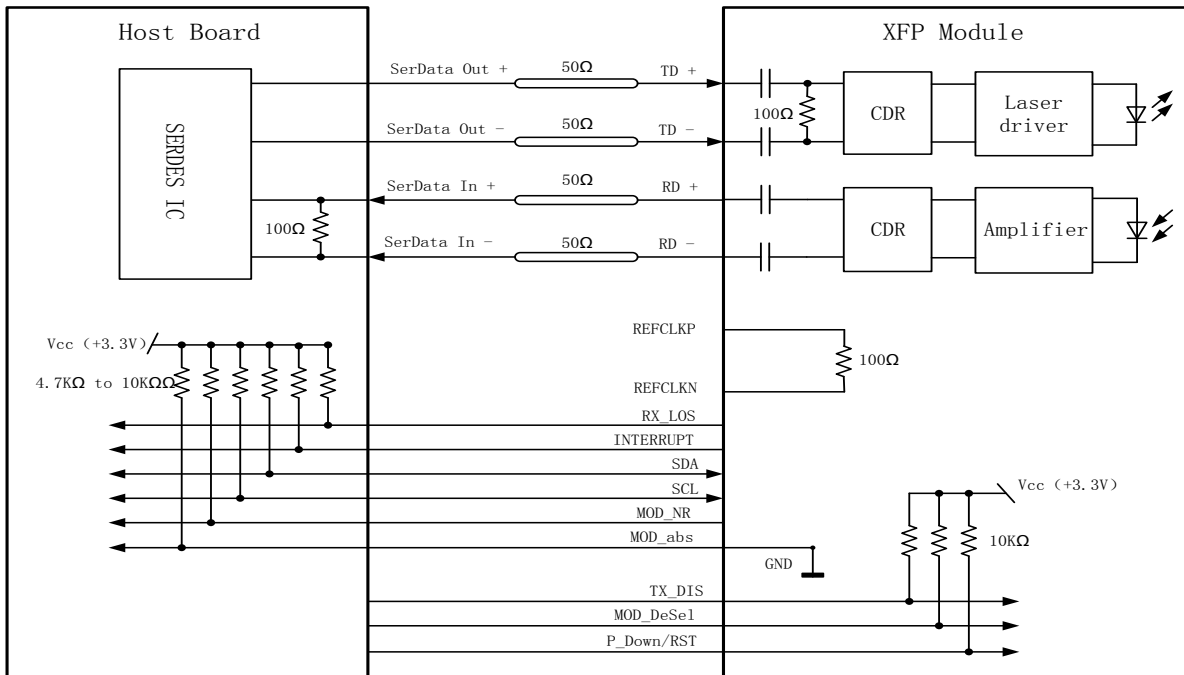 Host Board
XFP Module
SERDES IC
SerData Out +
50Ω
TD +
SerData Out -
50Ω
TD -
SerData In +
50Ω
RD +
SerData In -
50Ω
RD -
100Ω
100Ω
CDR
Laser driver
CDR
Amplifier
Vcc (+3.3V)
4.7KΩ to 10KΩΩ
REFCLKP
100Ω
REFCLKN
RX_LOS
INTERRUPT
SDA
SCL
MOD_NR
MOD_abs
GND
Vcc (+3.3V)
10KΩ
TX_DIS
MOD_DeSel
P_Down/RST